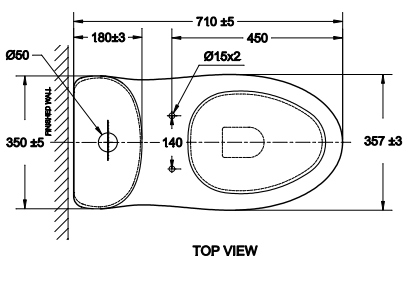 710 ±5
180±3
450
Ø50
Ø15x2
FINISHED WALL
350 ±5
140
357 ±3
TOP VIEW